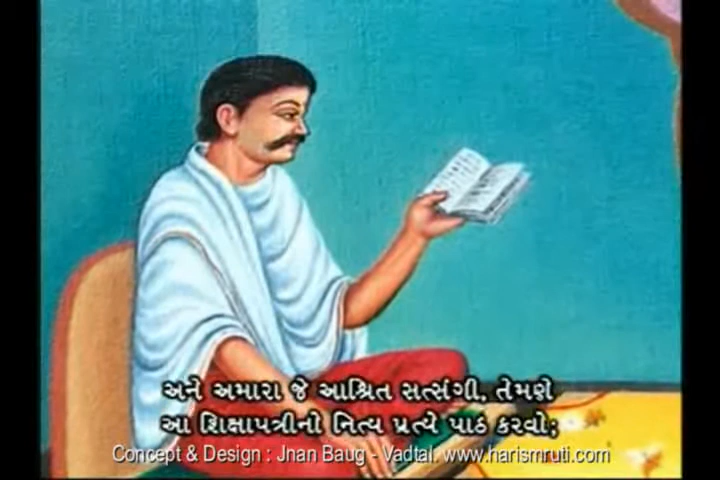 અને અમારા જે આશ્રિત સત્સંગી, તેમણે
આ શિક્ષાપત્રીનો નિત્ય પ્રત્યે પાઠ કરવો;
Concept & Design : Jnan Baug - Vadtal. www.harismruti.com